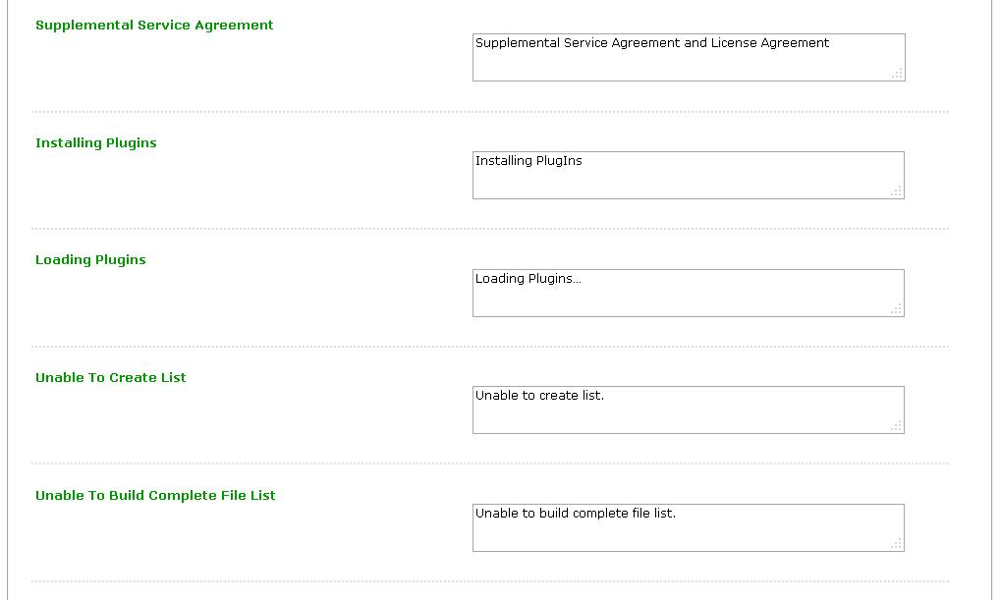 Supplemental Service Agreement
Supplemental Service Agreement and License Agreement
Installing Plugins
Installing PlugIns
Loading Plugins
Loading Plugins...
Unable To Create List
Unable to create list.
Unable To Build Complete File List
Unable to build complete file list.